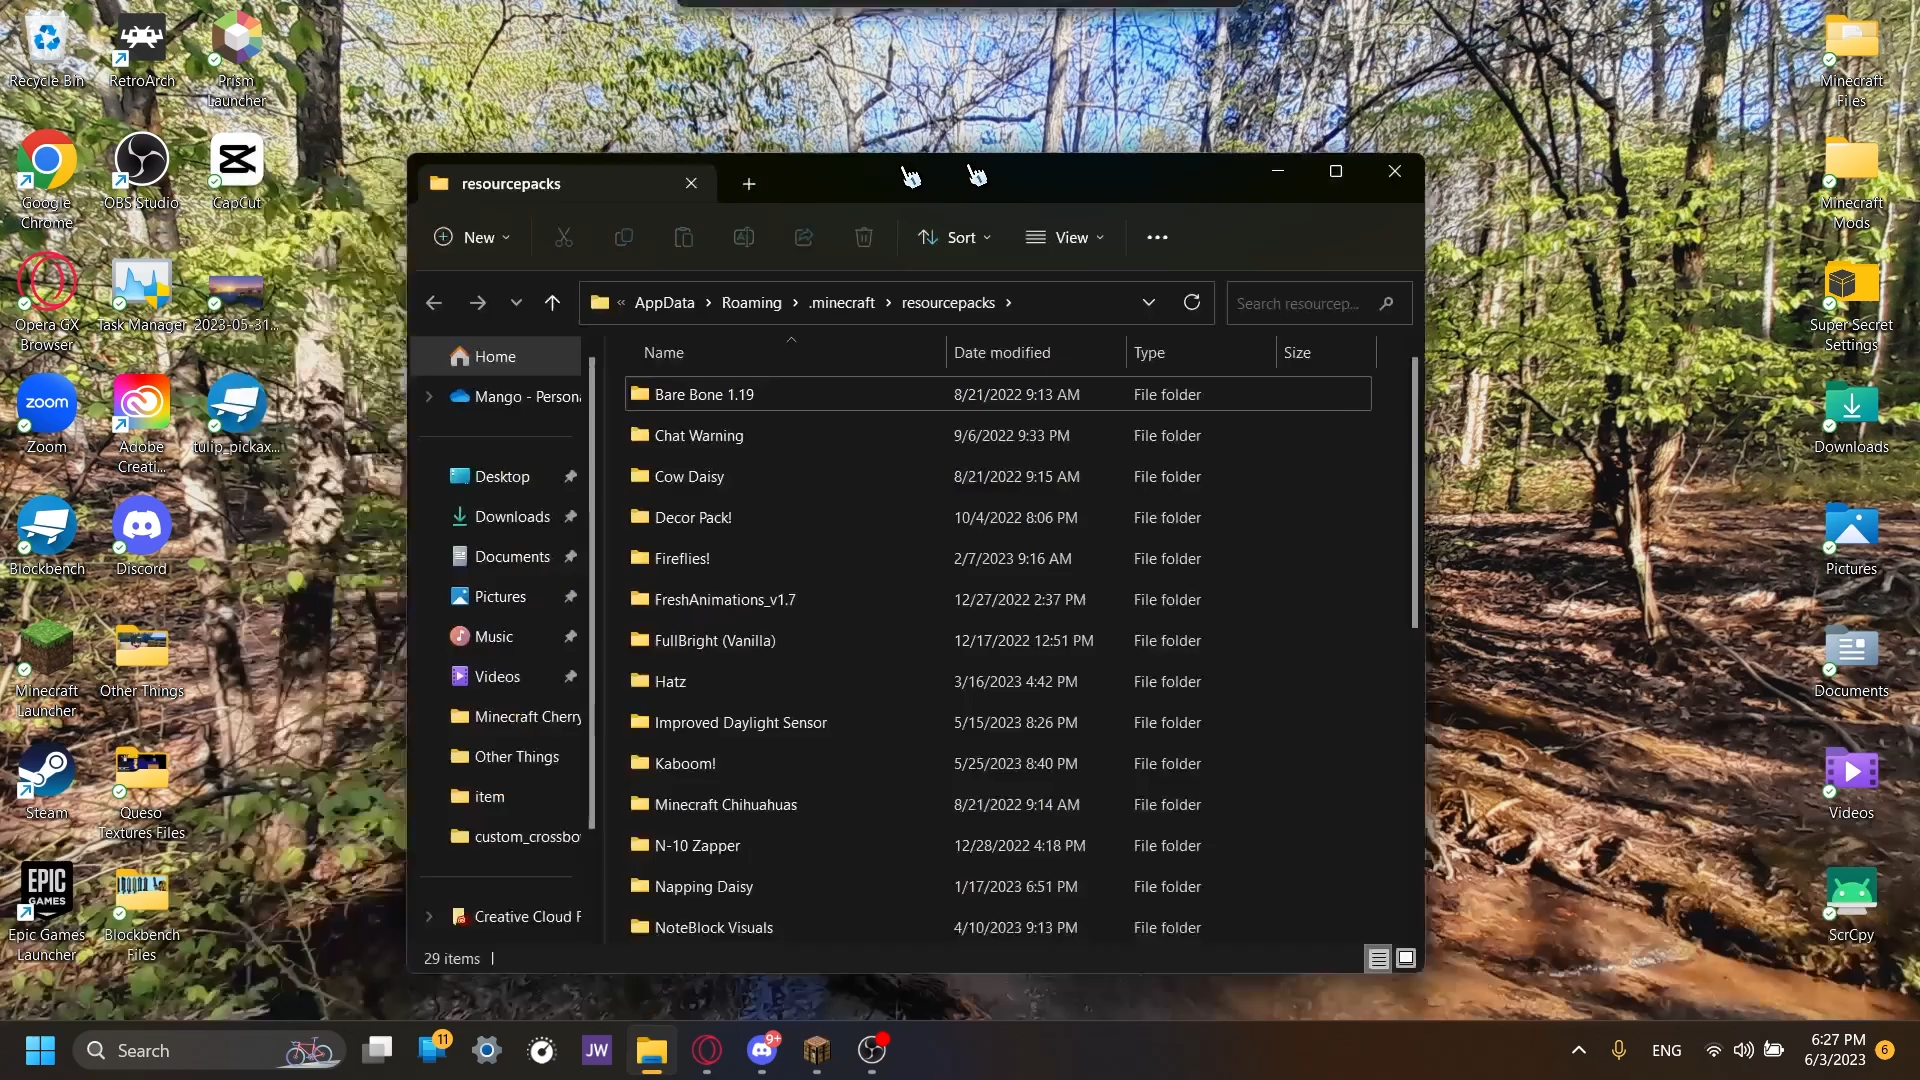 Recycle Bin
RetroArch
Prism
Launcher
Google
Chrome
OBS Studio
CapCut
Opera GX
Browser
Task Manager
2023-05-31...
zoom
Zoom
Adobe
Creati...
tulip_pickax...
Blockbench
Discord
Minecraft
Launcher
Other Things
Steam
Queso
Textures Files
EPIC
GAMES
Epic Games
Launcher
Blockbench
Files
resourcepacks
New
Sort
View
AppData
Roaming
.minecraft
resourcepacks
Search resourcep...
Home
Mango - Persona
Desktop
Downloads
Documents
Pictures
Music
Videos
Minecraft Cherry
Other Things
item
custom_crossbo
Creative Cloud F
Name Date modified Type Size
Bare Bone 1.19 8/21/2022 9:13 AM File folder
Chat Warning 9/6/2022 9:33 PM File folder
Cow Daisy 8/21/2022 9:15 AM File folder
Decor Pack! 10/4/2022 8:06 PM File folder
Fireflies! 2/7/2023 9:16 AM File folder
FreshAnimations_v1.7 12/27/2022 2:37 PM File folder
FullBright (Vanilla) 12/17/2022 12:51 PM File folder
Hatz 3/16/2023 4:42 PM File folder
Improved Daylight Sensor 5/15/2023 8:26 PM File folder
Kaboom! 5/25/2023 8:40 PM File folder
Minecraft Chihuahuas 8/21/2022 9:14 AM File folder
N-10 Zapper 12/28/2022 4:18 PM File folder
Napping Daisy 1/17/2023 6:51 PM File folder
NoteBlock Visuals 4/10/2023 9:13 PM File folder
29 items
Minecraft
Files
Minecraft
Mods
Super Secret
Settings
Downloads
Pictures
Documents
Videos
ScrCpy
Search
11
JW
9+
ENG
6:27 PM
6/3/2023
6